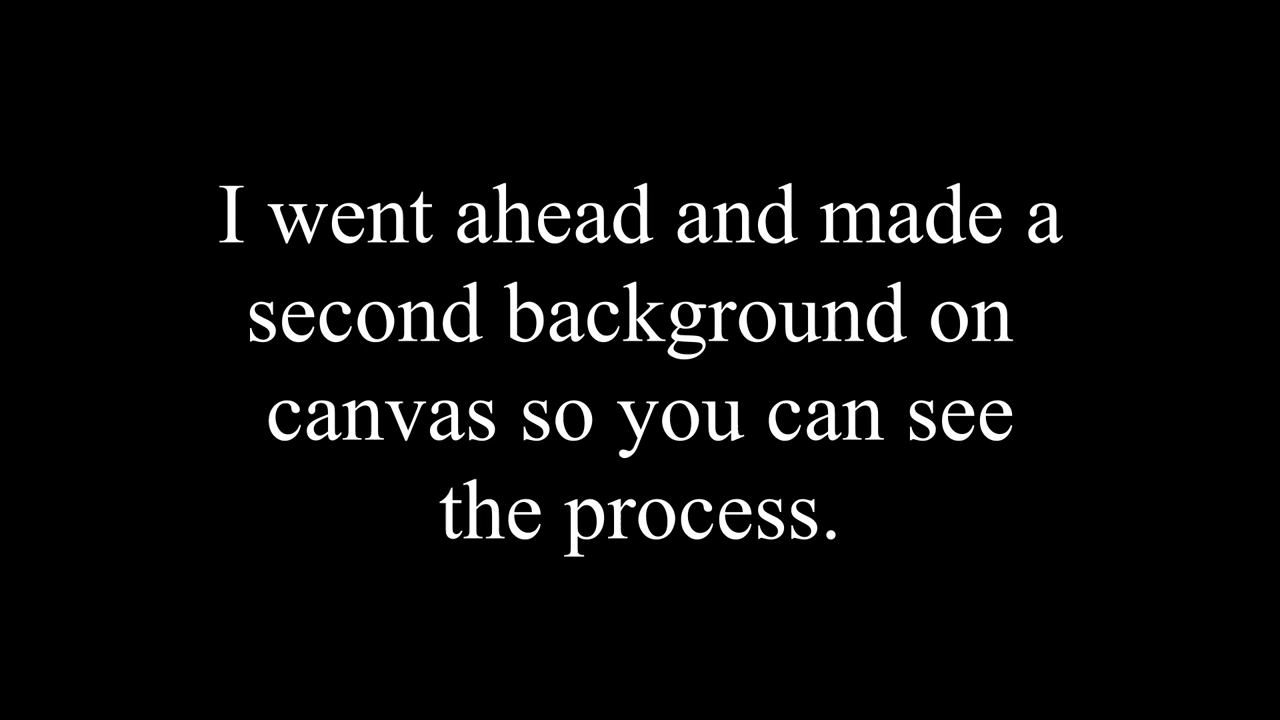 I went ahead and made a
second background on
canvas so you can see
the process.